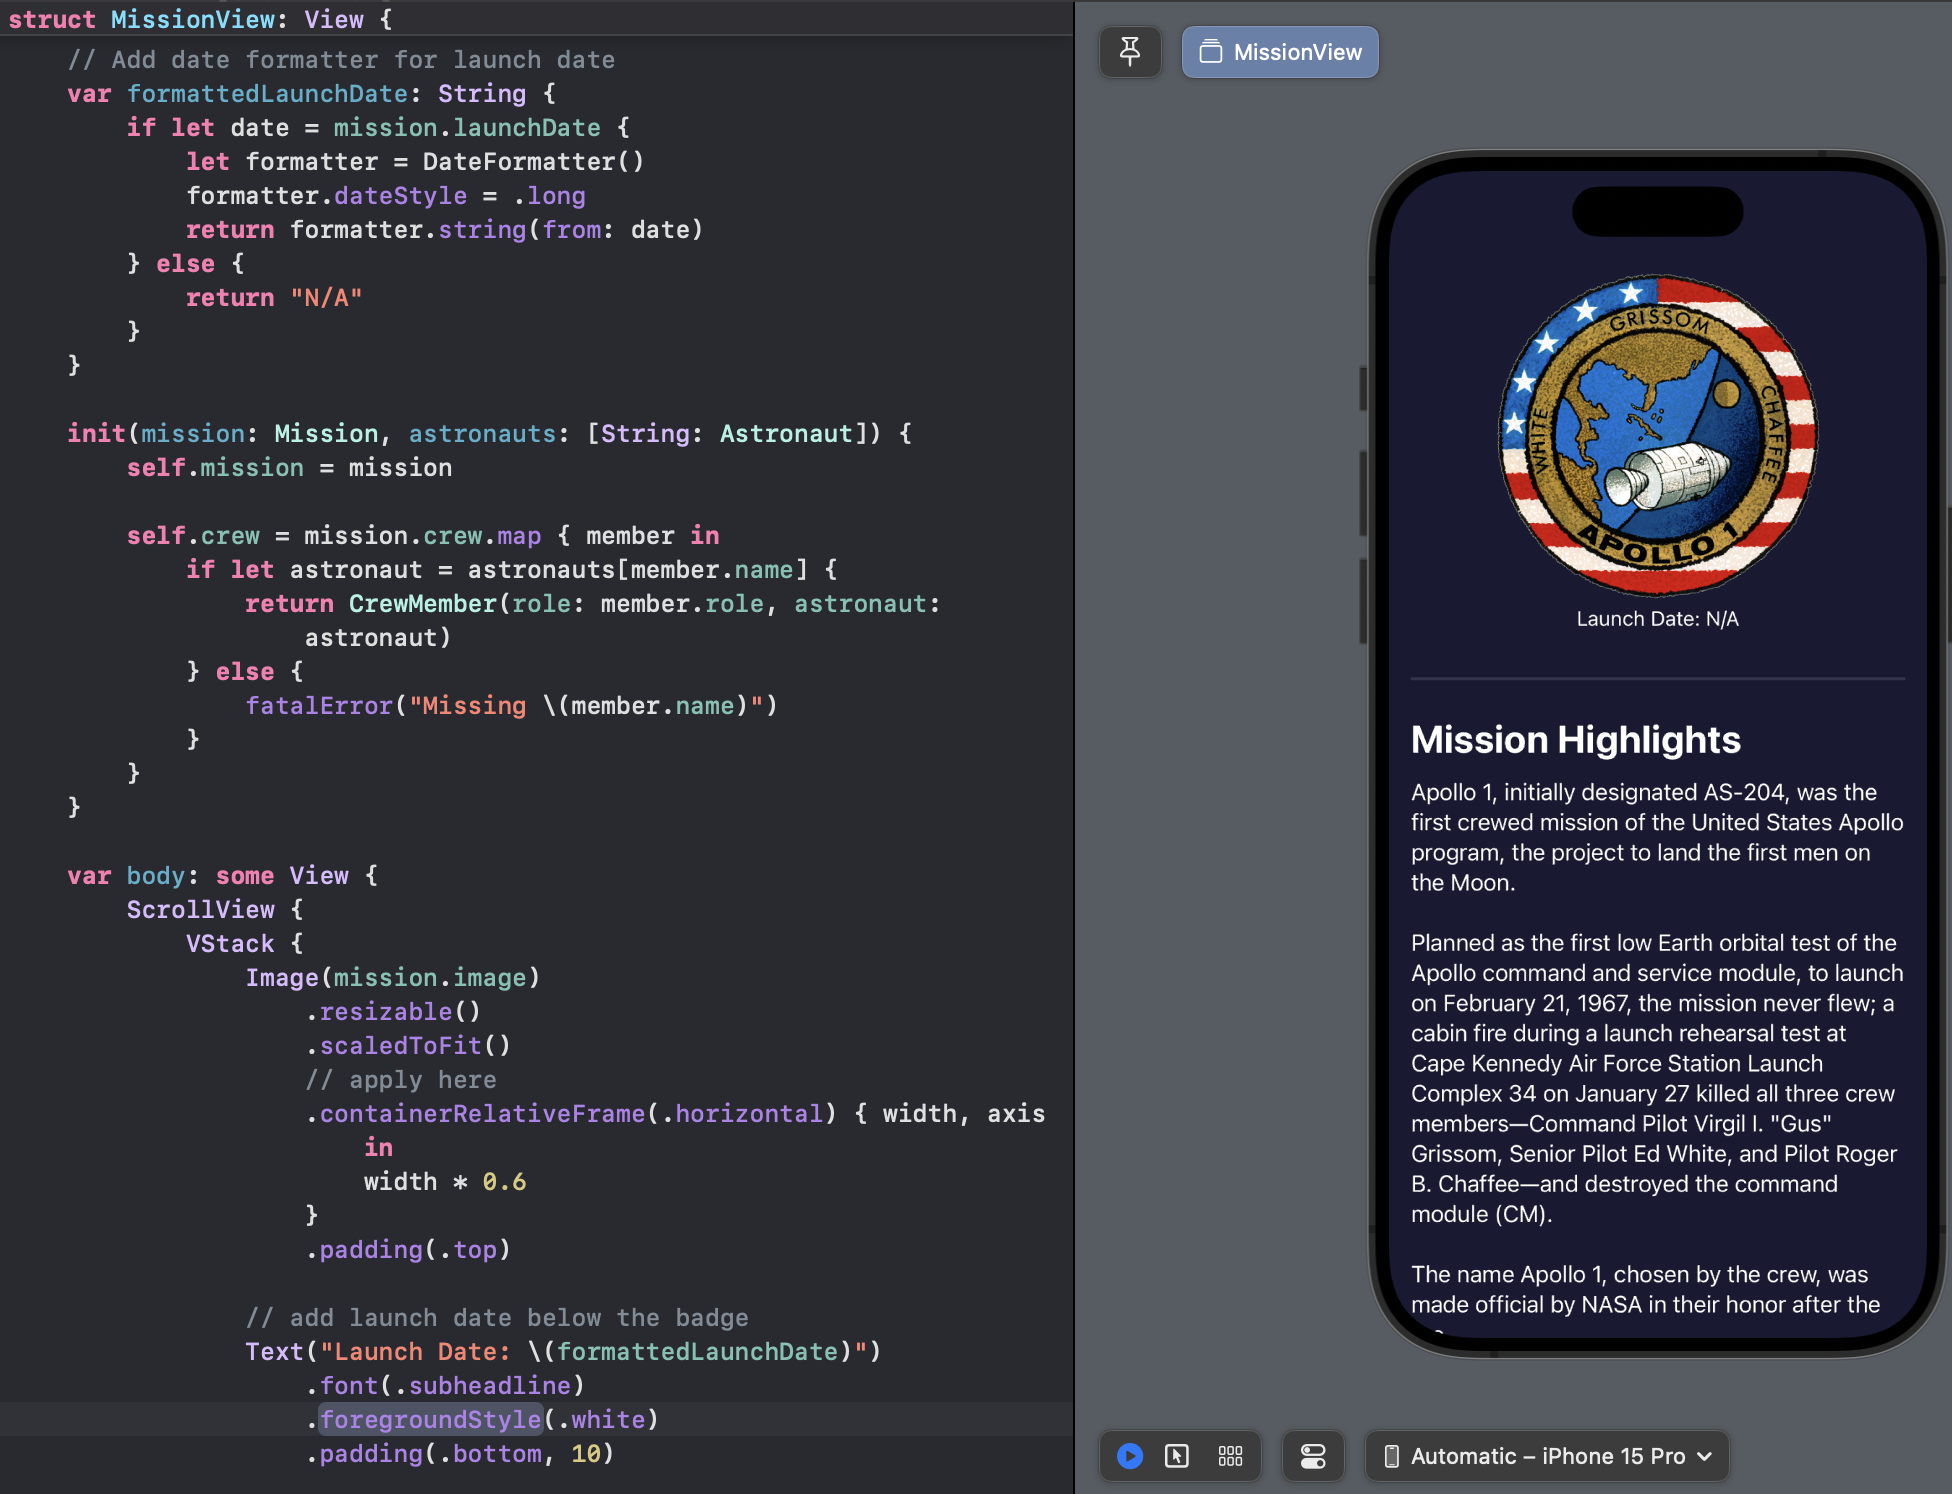 struct MissionView: View {
// Add date formatter for launch date
var formattedLaunchDate: String {
if let date = mission.launchDate {
let formatter = DateFormatter()
formatter.dateStyle = .long
return formatter.string(from: date)
} else {
return "N/A"
}
}
init(mission: Mission, astronauts: [String: Astronaut]) {
self.mission = mission
self.crew = mission.crew.map { member in
if let astronaut = astronauts[member.name] {
return CrewMember(role: member.role, astronaut:
astronaut)
} else {
fatalError("Missing \(member.name)")
}
}
}
var body: some View {
ScrollView {
VStack {
Image(mission.image)
.resizable()
.scaledToFit()
// apply here
.containerRelativeFrame(.horizontal) { width, axis
in
width * 0.6
}
.padding(.top)
// add launch date below the badge
Text("Launch Date: \(formattedLaunchDate)")
.font(.subheadline)
.foregroundStyle(.white)
.padding(.bottom, 10)
MissionView
GRISSOM
WHITE
CHAFFEE
APOLLO 1
Launch Date: N/A
Mission Highlights
Apollo 1, initially designated AS-204, was the
first crewed mission of the United States Apollo
program, the project to land the first men on
the Moon.
Planned as the first low Earth orbital test of the
Apollo command and service module, to launch
on February 21, 1967, the mission never flew; a
cabin fire during a launch rehearsal test at
Cape Kennedy Air Force Station Launch
Complex 34 on January 27 killed all three crew
members—Command Pilot Virgil I. "Gus"
Grissom, Senior Pilot Ed White, and Pilot Roger
B. Chaffee—and destroyed the command
module (CM).
The name Apollo 1, chosen by the crew, was
made official by NASA in their honor after the
Automatic – iPhone 15 Pro